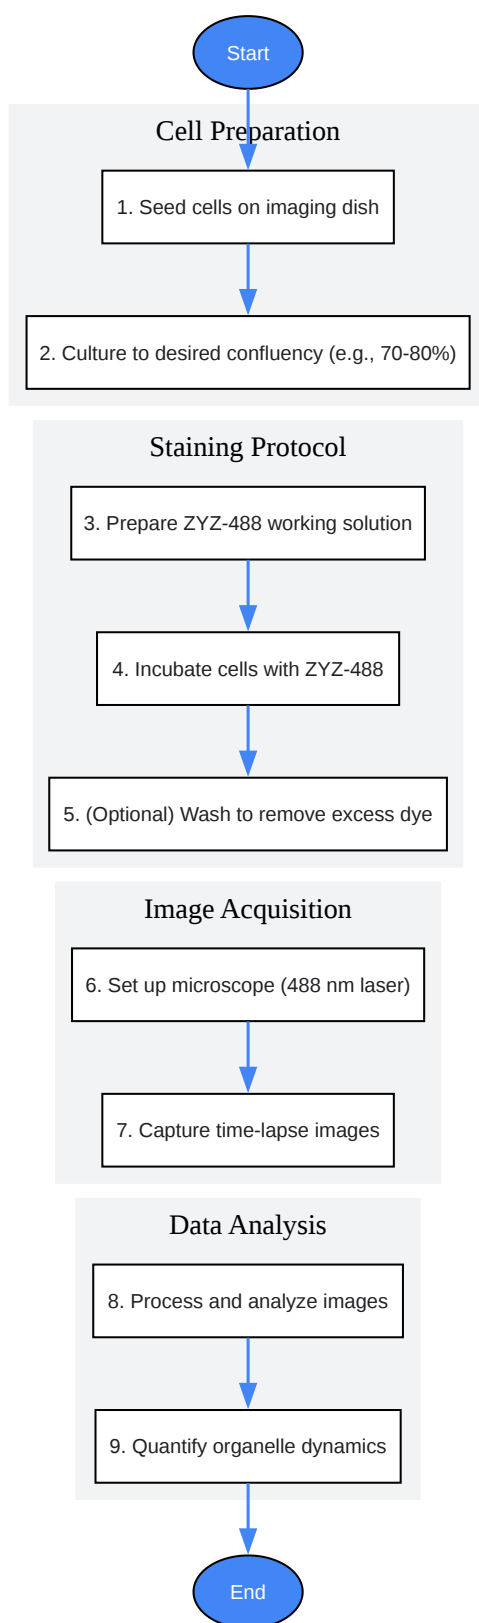 Start
Cell Preparation
1. Seed cells on imaging dish
2. Culture to desired confluency (e.g., 70-80%)
Staining Protocol
3. Prepare ZYZ-488 working solution
4. Incubate cells with ZYZ-488
5. (Optional) Wash to remove excess dye
Image Acquisition
6. Set up microscope (488 nm laser)
7. Capture time-lapse images
Data Analysis
8. Process and analyze images
9. Quantify organelle dynamics
End